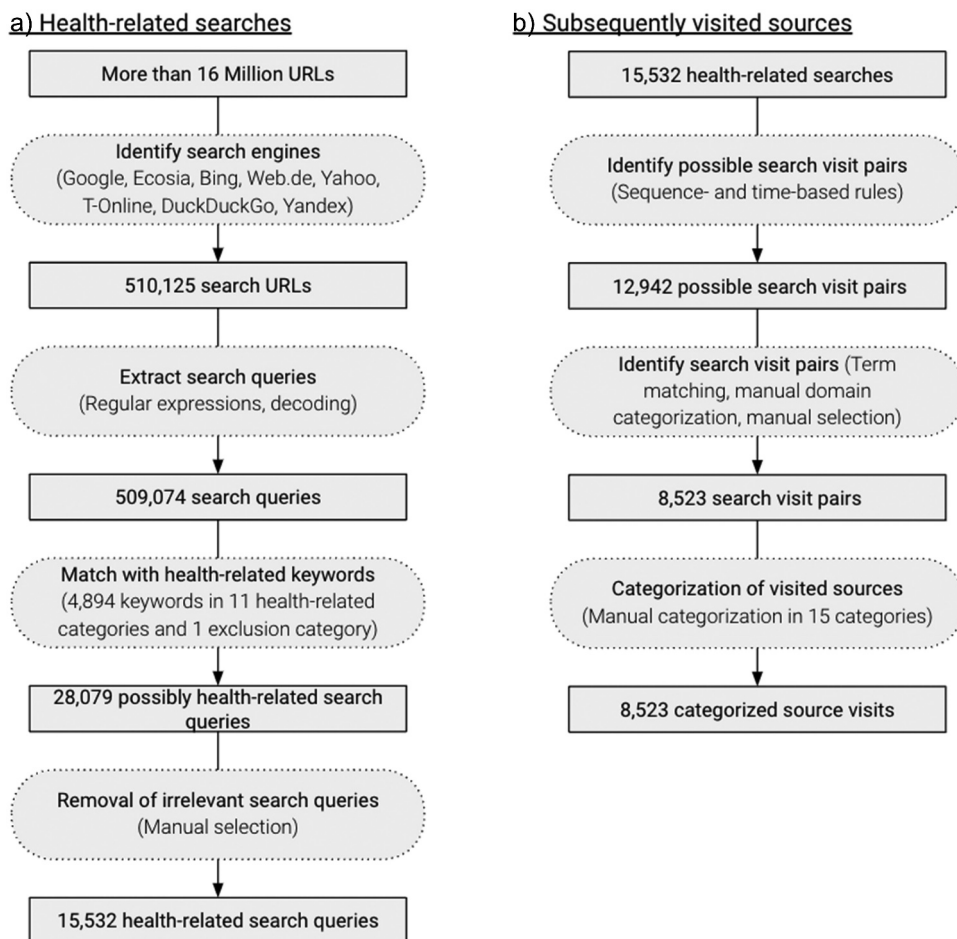 a) Health-related searches
More than 16 Million URLs
Identify search engines
(Google, Ecosia, Bing, Web.de, Yahoo,
T-Online, DuckDuckGo, Yandex)
510,125 search URLs
Extract search queries
(Regular expressions, decoding)
509,074 search queries
Match with health-related keywords
(4,894 keywords in 11 health-related
categories and 1 exclusion category)
28,079 possibly health-related search
queries
Removal of irrelevant search queries
(Manual selection)
15,532 health-related search queries
b) Subsequently visited sources
15,532 health-related searches
Identify possible search visit pairs
(Sequence- and time-based rules)
12,942 possible search visit pairs
Identify search visit pairs (Term
matching, manual domain
categorization, manual selection)
8,523 search visit pairs
Categorization of visited sources
(Manual categorization in 15 categories)
8,523 categorized source visits